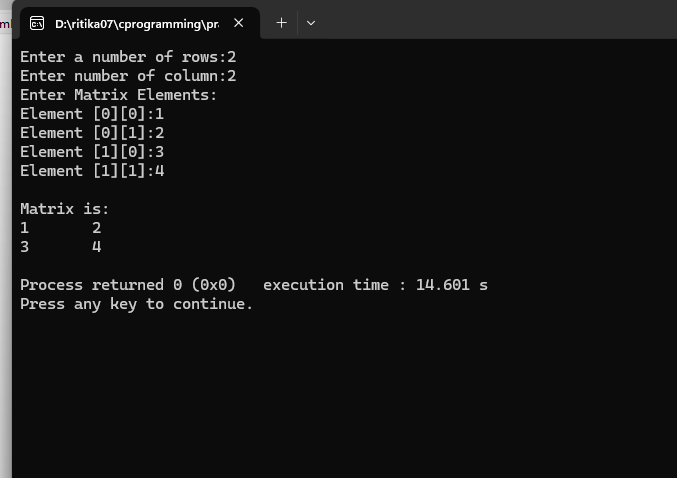 D:\ritika07\cprogramming\pr
Enter a number of rows:2
Enter number of column:2
Enter Matrix Elements:
Element [0][0]:1
Element [0][1]:2
Element [1][0]:3
Element [1][1]:4
Matrix is:
1 2
3 4
Process returned 0 (0x0) execution time : 14.601 s
Press any key to continue.